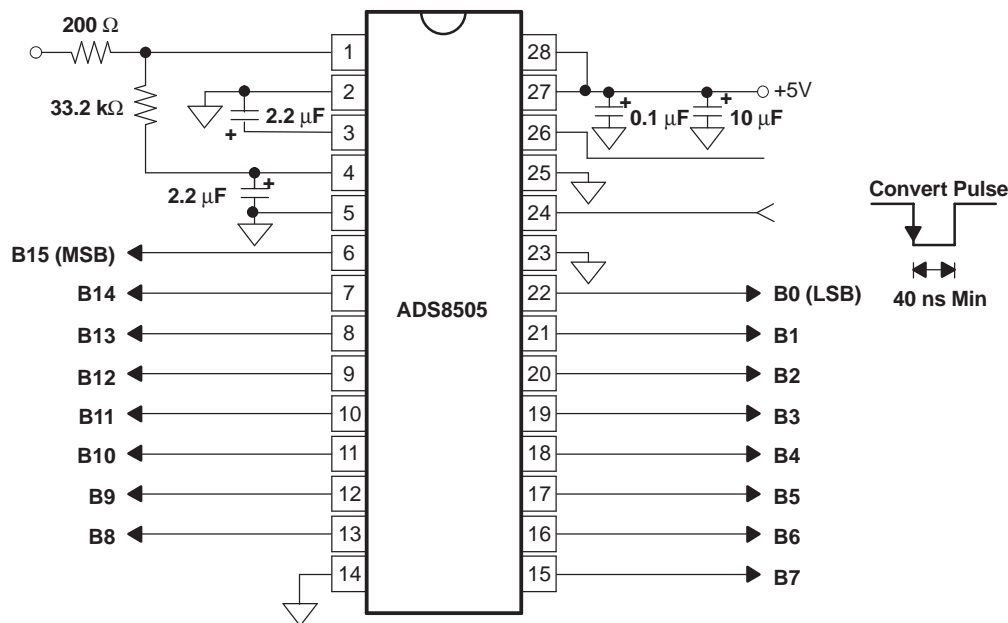 200 Ω
33.2 kΩ
2.2 μF
+
2.2 μF
+
B15 (MSB)
B14
B13
B12
B11
B10
B9
B8
1
2
3
4
5
6
7
8
9
10
11
12
13
14
ADS8505
28
27
26
25
24
23
22
21
20
19
18
17
16
15
+
0.1 μF
+
10 μF
+5V
B0 (LSB)
B1
B2
B3
B4
B5
B6
B7
Convert Pulse
40 ns Min